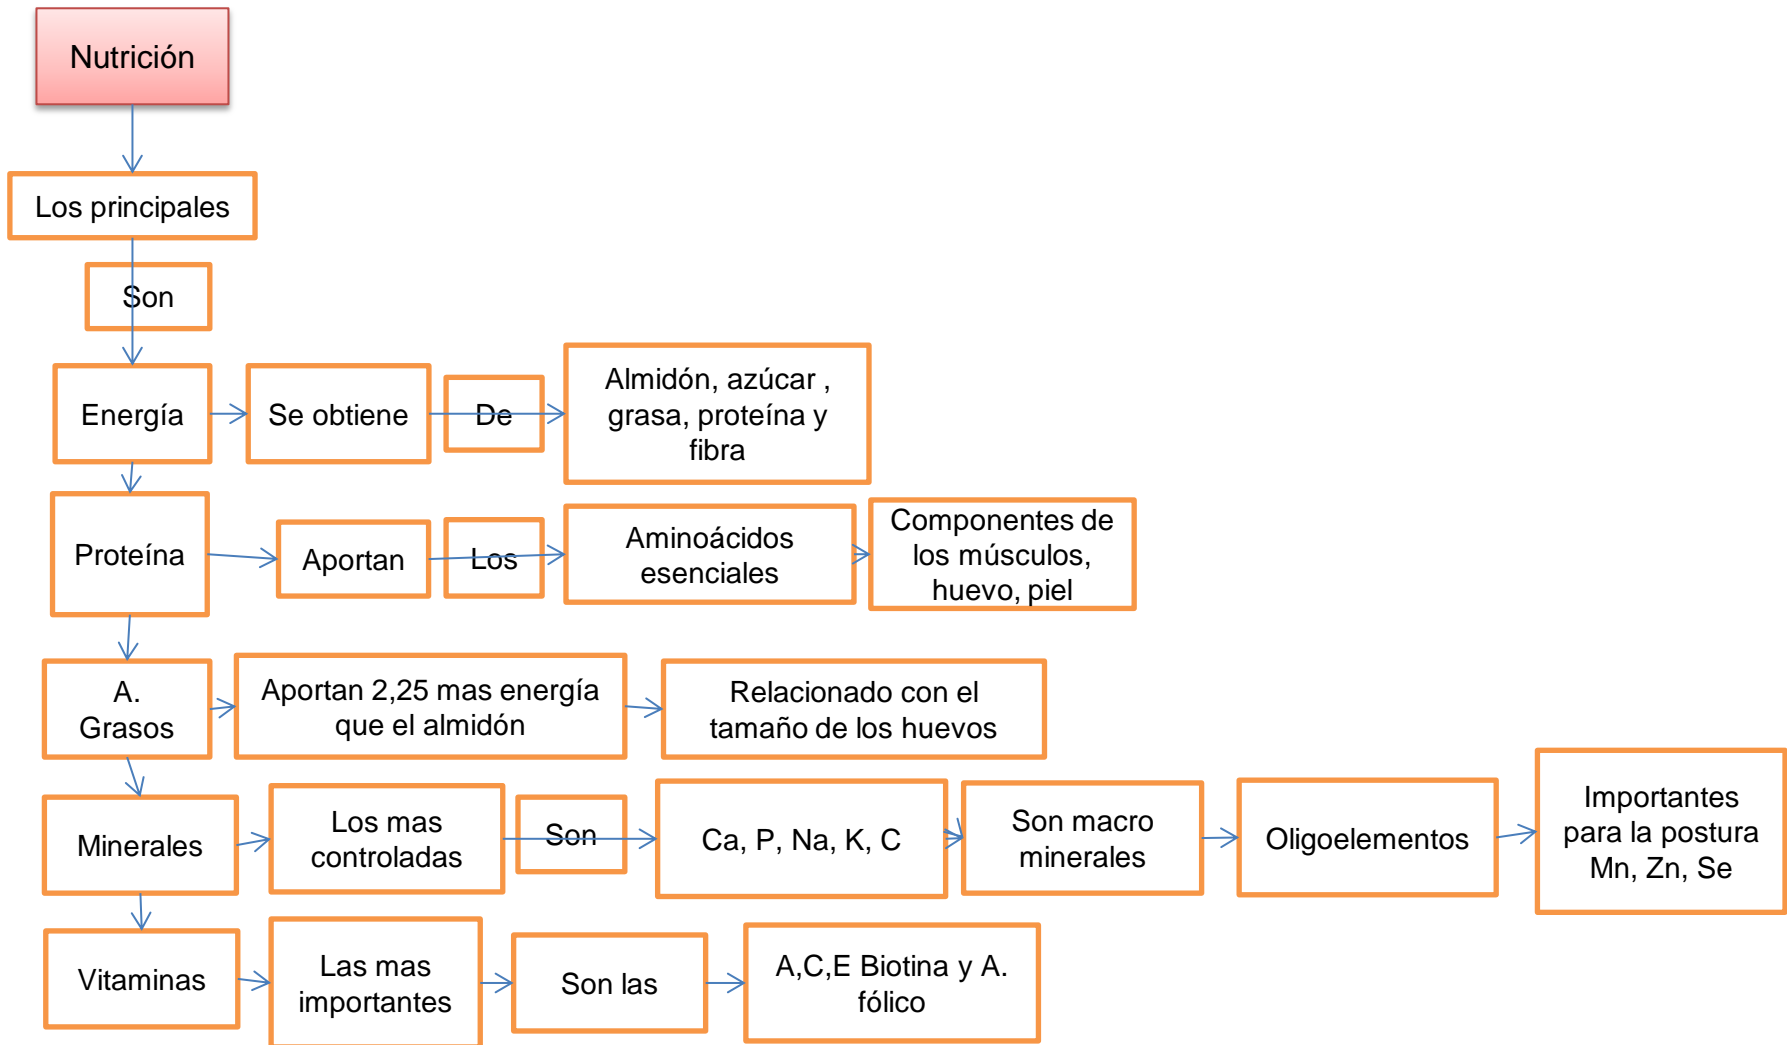 Nutrición
Los principales
Son
Energía
Se obtiene
De
Almidón, azúcar ,
grasa, proteína y
fibra
Proteína
Aportan
Los
Aminoácidos
esenciales
Componentes de
los músculos,
huevo, piel
A.
Grasos
Aportan 2,25 mas energía
que el almidón
Relacionado con el
tamaño de los huevos
Minerales
Los mas
controladas
Son
Ca, P, Na, K, C
Son macro
minerales
Oligoelementos
Importantes
para la postura
Mn, Zn, Se
Vitaminas
Las mas
importantes
Son las
A,C,E Biotina y A.
fólico